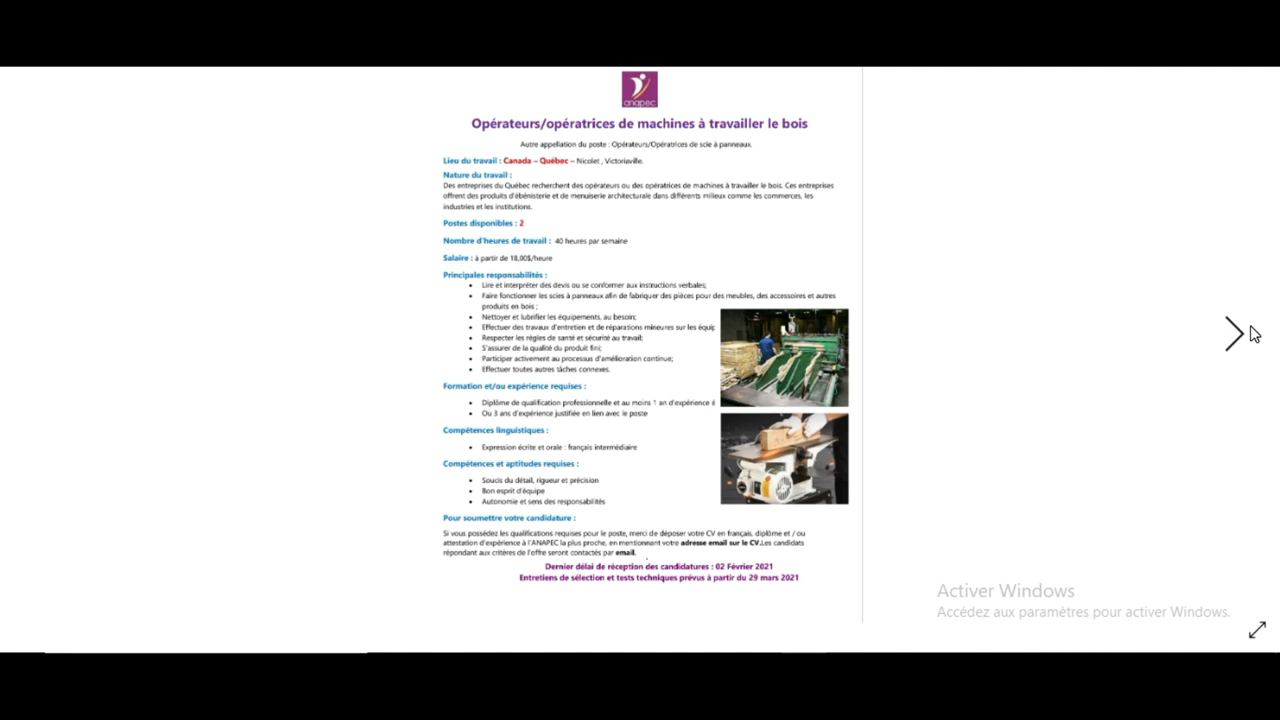 anapec
Opérateurs/opératrices de machines à travailler le bois
Autre appellation du poste : Opérateurs/Opératrices de scie à panneaux.
Lieu du travail : Canada – Québec – Nicolet , Victoriaville.
Nature du travail :
Des entreprises du Québec recherchent des opérateurs ou des opératrices de machines à travailler le bois. Ces entreprises
offrent des produits d'ébénisterie et de menuiserie architecturale dans différents milieux comme les commerces, les
industries et les institutions.
Postes disponibles : 2
Nombre d'heures de travail : 40 heures par semaine
Salaire : à partir de 18,00$/heure
Principales responsabilités :
• Lire et interpréter des devis ou se conformer aux instructions verbales;
• Faire fonctionner les scies à panneaux afin de fabriquer des pièces pour des meubles, des accessoires et autres
produits en bois ;
• Nettoyer et lubrifier les équipements, au besoin;
• Effectuer des travaux d'entretien et de réparations mineures sur les équip
• Respecter les règles de santé et sécurité au travail;
• S'assurer de la qualité du produit fini;
• Participer activement au processus d'amélioration continue;
• Effectuer toutes autres tâches connexes.
Formation et/ou expérience requises :
• Diplôme de qualification professionnelle et au moins 1 an d'expérience
• Ou 3 ans d'expérience justifiée en lien avec le poste
Compétences linguistiques :
• Expression écrite et orale : français intermédiaire
Compétences et aptitudes requises :
• Soucis du détail, rigueur et précision
• Bon esprit d'équipe
• Autonomie et sens des responsabilités
Pour soumettre votre candidature :
Si vous possédez les qualifications requises pour le poste, merci de déposer votre CV en français, diplôme et / ou
attestation d'expérience à l'ANAPEC la plus proche, en mentionnant votre adresse email sur le CV.Les candidats
répondant aux critères de l'offre seront contactés par email.
Dernier délai de réception des candidatures : 02 Février 2021
Entretiens de sélection et tests techniques prévus à partir du 29 mars 2021
Activer Windows
Accédez aux paramètres pour activer Windows.